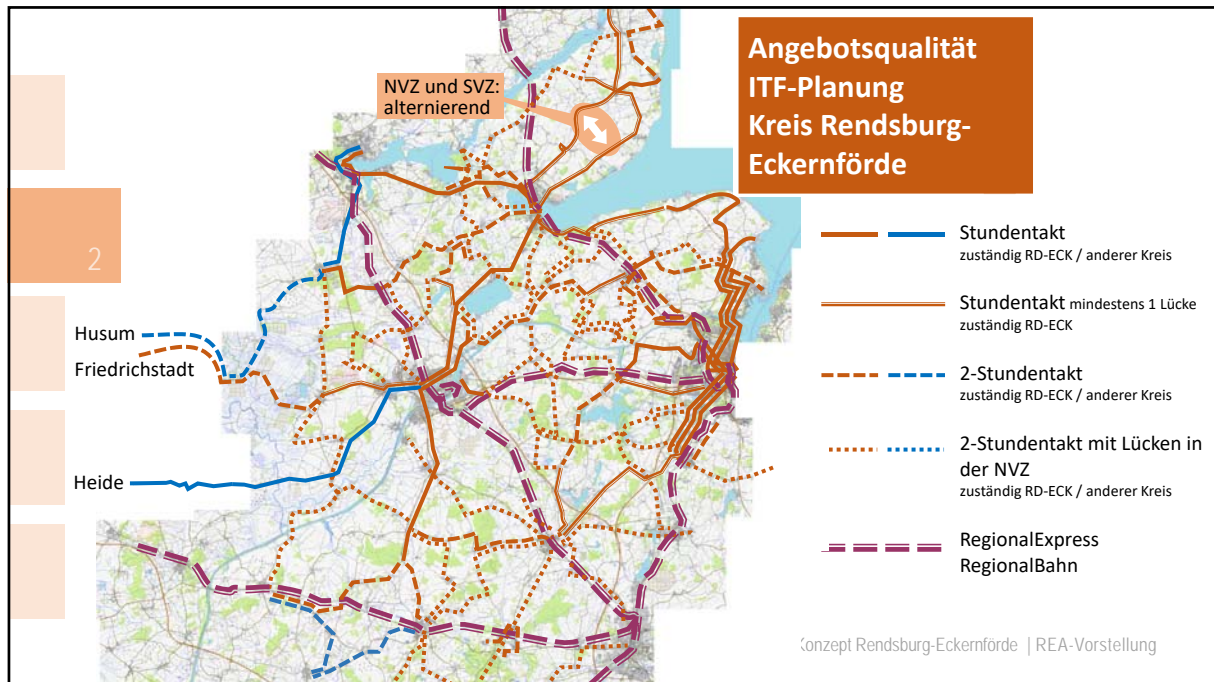 NVZ und SVZ:
alternierend
Angebotsqualität
ITF-Planung
Kreis Rendsburg-
Eckernförde
2
Husum
Friedrichstadt
Heide
Stundentakt
zuständig RD-ECK / anderer Kreis
Stundentakt mindestens 1 Lücke
zuständig RD-ECK
2-Stundentakt
zuständig RD-ECK / anderer Kreis
2-Stundentakt mit Lücken in
der NVZ
zuständig RD-ECK / anderer Kreis
RegionalExpress
RegionalBahn
Konzept Rendsburg-Eckernförde | REA-Vorstellung